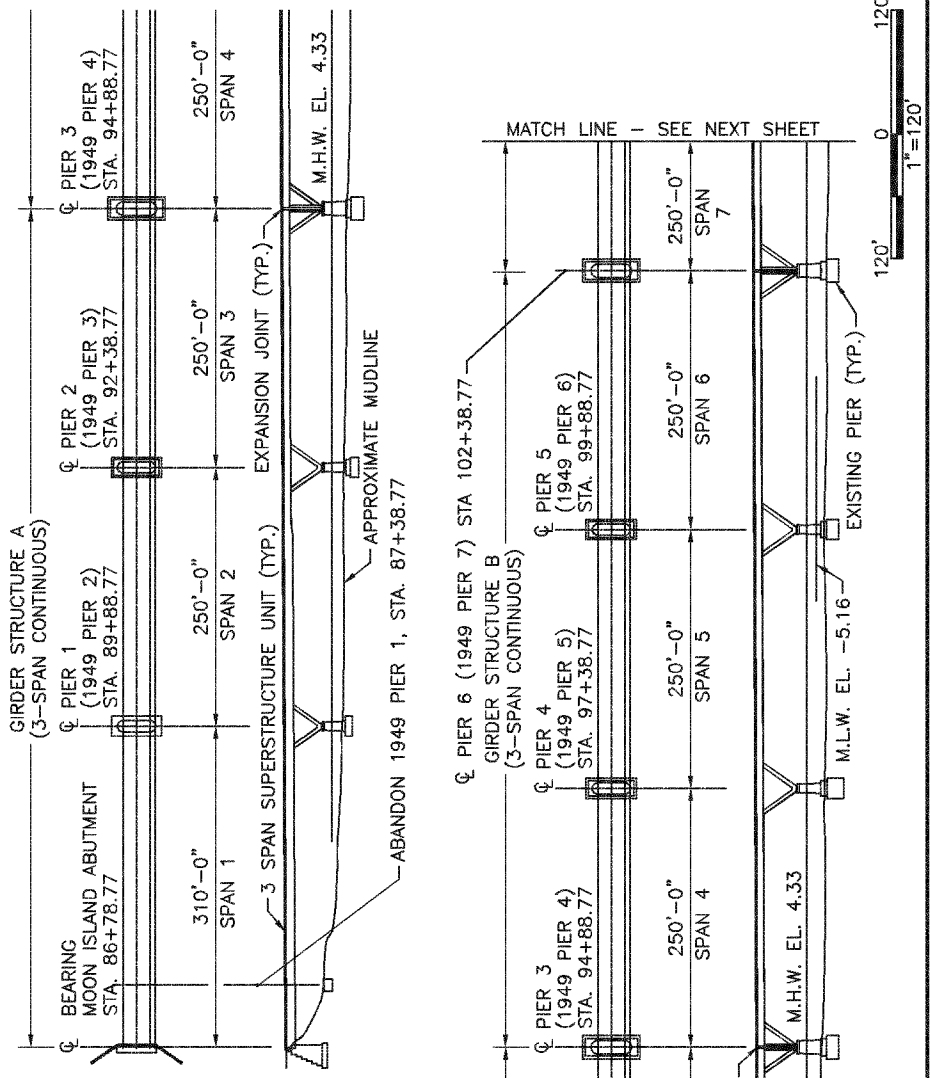 GIRDER STRUCTURE A
(3-SPAN CONTINUOUS)
℄ BEARING
MOON ISLAND ABUTMENT
STA. 86+78.77
℄ PIER 1
(1949 PIER 2)
STA. 89+88.77
℄ PIER 2
(1949 PIER 3)
STA. 92+38.77
℄ PIER 3
(1949 PIER 4)
STA. 94+88.77
310'-0"
SPAN 1
250'-0"
SPAN 2
250'-0"
SPAN 3
250'-0"
SPAN 4
3 SPAN SUPERSTRUCTURE UNIT (TYP.)
EXPANSION JOINT (TYP.)
M.H.W. EL. 4.33
APPROXIMATE MUDLINE
ABANDON 1949 PIER 1, STA. 87+38.77
℄ PIER 6 (1949 PIER 7) STA 102+38.77
GIRDER STRUCTURE B
(3-SPAN CONTINUOUS)
MATCH LINE - SEE NEXT SHEET
℄ PIER 3
(1949 PIER 4)
STA. 94+88.77
℄ PIER 4
(1949 PIER 5)
STA. 97+38.77
℄ PIER 5
(1949 PIER 6)
STA. 99+88.77
250'-0"
SPAN 4
250'-0"
SPAN 5
250'-0"
SPAN 6
250'-0"
SPAN
7
M.H.W. EL. 4.33
M.L.W. EL. -5.16
EXISTING PIER (TYP.)
120' 0 120'
1"=120'